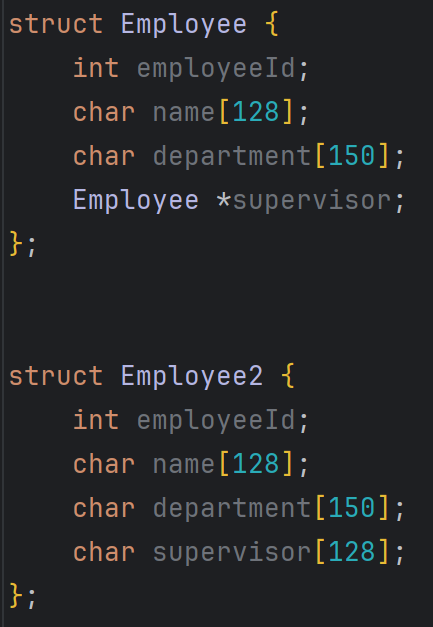 struct Employee {
    int employeeId;
    char name[128];
    char department[150];
    Employee *supervisor;
};
struct Employee2 {
    int employeeId;
    char name[128];
    char department[150];
    char supervisor[128];
};